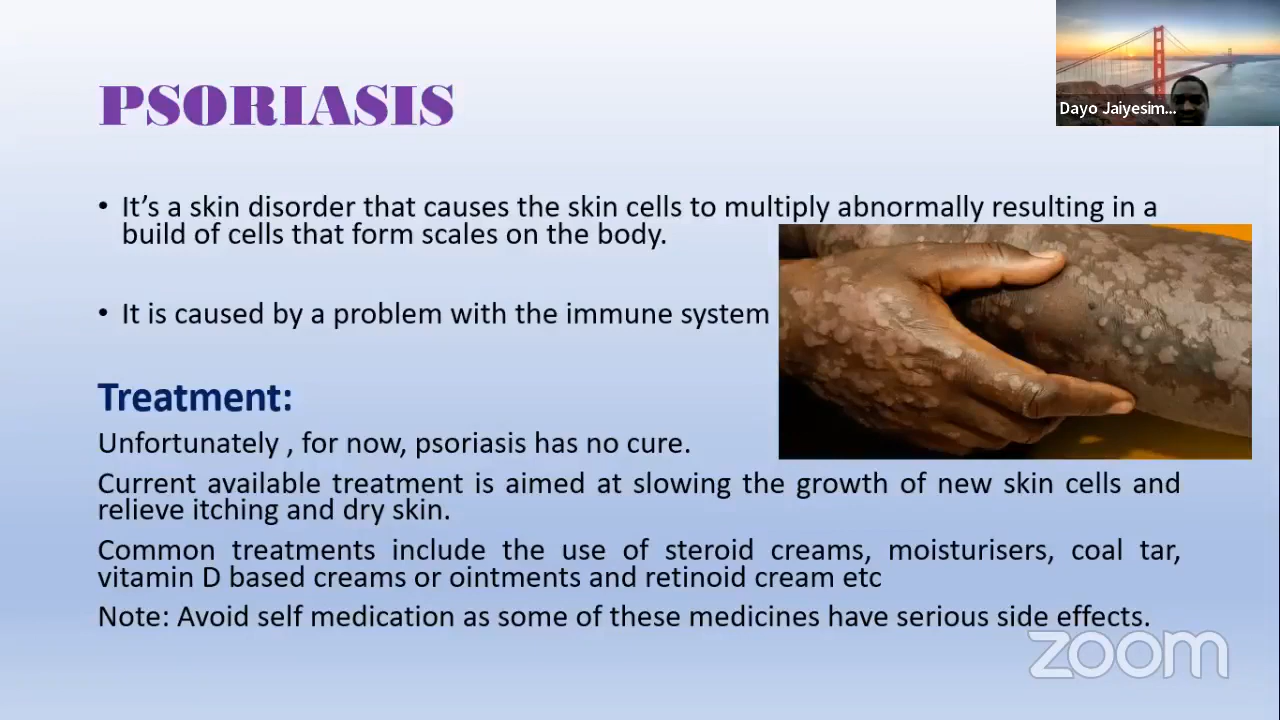 PSORIASIS
Dayo Jaiyesim...
• It’s a skin disorder that causes the skin cells to multiply abnormally resulting in a
build of cells that form scales on the body.
• It is caused by a problem with the immune system
Treatment:
Unfortunately , for now, psoriasis has no cure.
Current available treatment is aimed at slowing the growth of new skin cells and
relieve itching and dry skin.
Common treatments include the use of steroid creams, moisturisers, coal tar,
vitamin D based creams or ointments and retinoid cream etc
Note: Avoid self medication as some of these medicines have serious side effects.
zoom